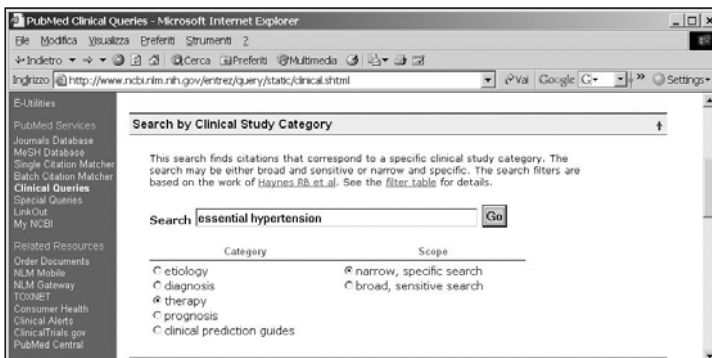 PubMed Clinical Queries - Microsoft Internet Explorer
File Modifica Visualizza Preferiti Strumenti ?
Indietro Cerca Preferiti Multimedia
Indirizzo http://www.ncbi.nlm.nih.gov/entrez/query/static/clinical.shtml Vai Google G Settings
E-Utilities
PubMed Services
Journals Database
MeSH Database
Single Citation Matcher
Batch Citation Matcher
Clinical Queries
Special Queries
LinkOut
My NCBI
Related Resources
Order Documents
NLM Mobile
NLM Gateway
TOXNET
Consumer Health
Clinical Alerts
ClinicalTrials.gov
PubMed Central
Search by Clinical Study Category
This search finds citations that correspond to a specific clinical study category. The
search may be either broad and sensitive or narrow and specific. The search filters are
based on the work of Haynes RB et al. See the filter table for details.
Search essential hypertension Go
Category Scope
etiology narrow, specific search
diagnosis broad, sensitive search
therapy
prognosis
clinical prediction guides